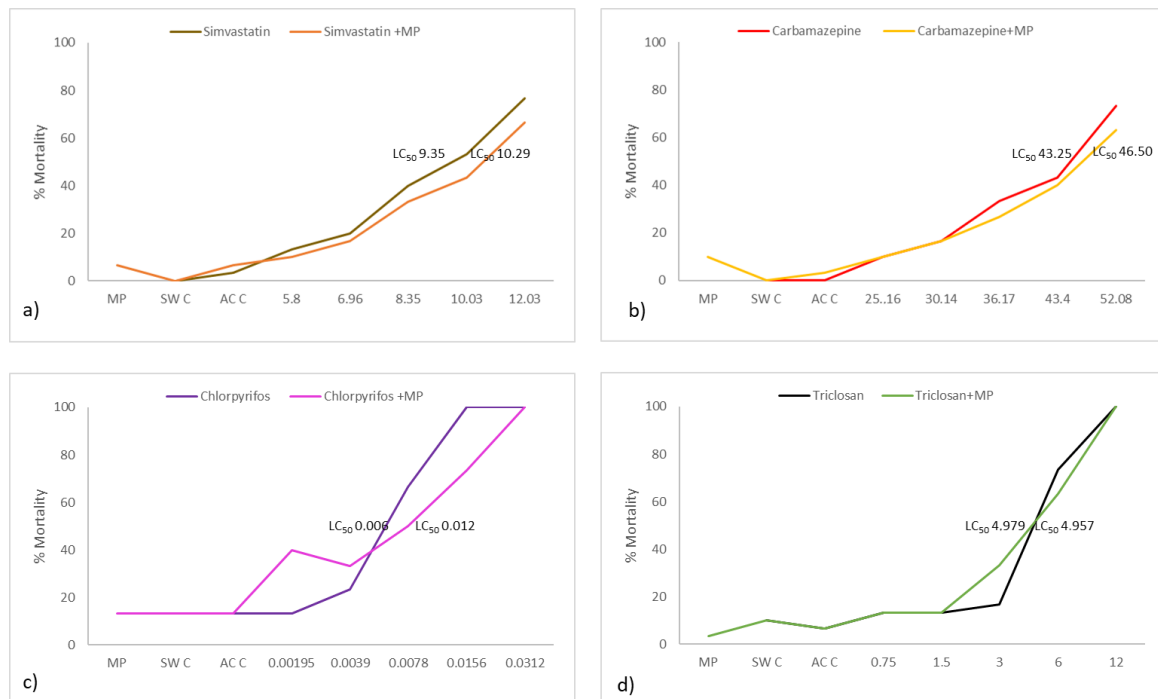 Simvastatin Simvastatin +MP
100
80
60
40
20
0
% Mortality
LC₅₀ 9.35 LC₅₀ 10.29
MP SW C AC C 5.8 6.96 8.35 10.03 12.03
a)
Carbamazepine Carbamazepine+MP
100
80
60
40
20
0
% Mortality
LC₅₀ 43.25 LC₅₀ 46.50
MP SW C AC C 25.16 30.14 36.17 43.4 52.08
b)
Chlorpyrifos Chlorpyrifos +MP
100
80
60
40
20
0
% Mortality
LC₅₀ 0.006 LC₅₀ 0.012
MP SW C AC C 0.00195 0.0039 0.0078 0.0156 0.0312
c)
Triclosan Triclosan+MP
100
80
60
40
20
0
% Mortality
LC₅₀ 4.979 LC₅₀ 4.957
MP SW C AC C 0.75 1.5 3 6 12
d)